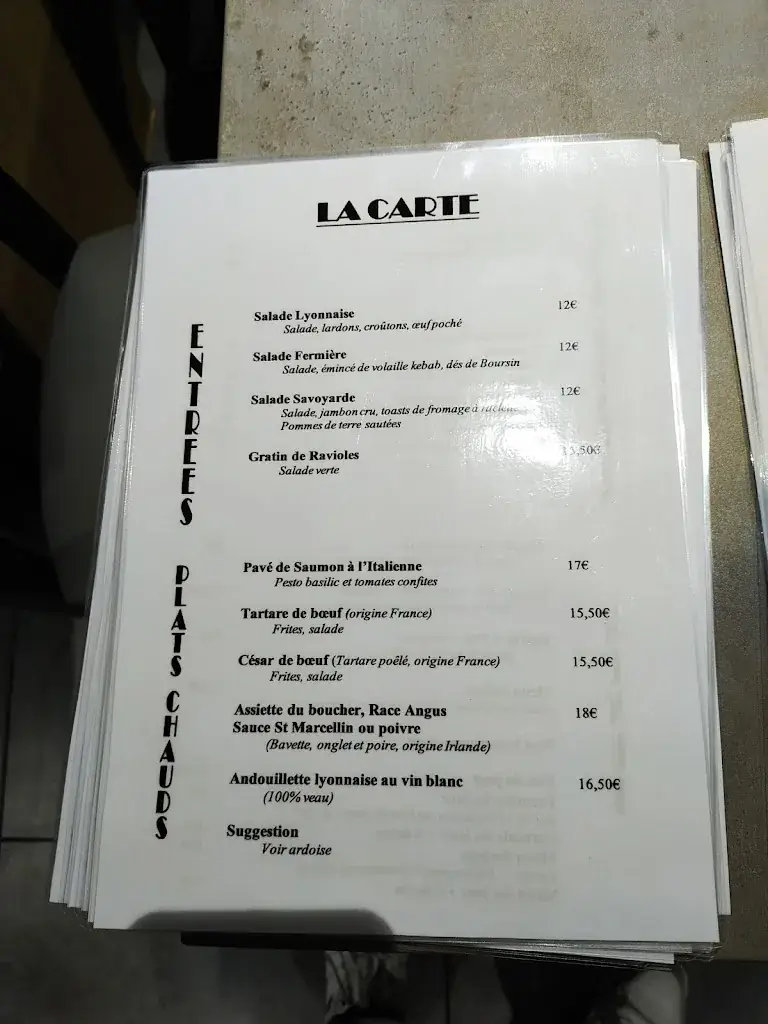 LA CARTE
ENTREES
Salade Lyonnaise 12€
Salade, lardons, croûtons, œuf poché
Salade Fermière 12€
Salade, émincé de volaille kebab, dés de Boursin
Salade Savoyarde 12€
Salade, jambon cru, toasts de fromage à
Pommes de terre sautées
Gratin de Ravioles
Salade verte
PLATS CHAUDS
Pavé de Saumon à l'Italienne 17€
Pesto basilic et tomates confites
Tartare de bœuf (origine France) 15,50€
Frites, salade
César de bœuf (Tartare poêlé, origine France) 15,50€
Frites, salade
Assiette du boucher, Race Angus 18€
Sauce St Marcellin ou poivre
(Bavette, onglet et poire, origine Irlande)
Andouillette lyonnaise au vin blanc 16,50€
(100% veau)
Suggestion
Voir ardoise